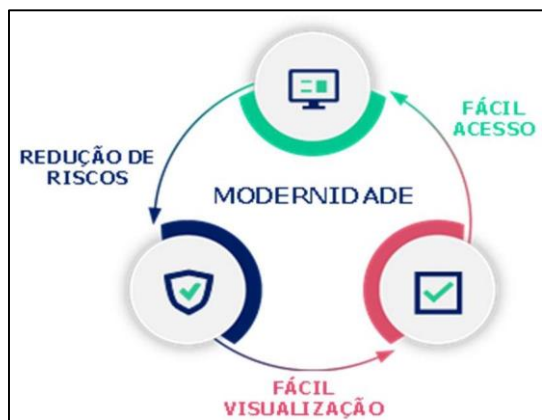 FÁCIL
ACESSO
REDUÇÃO DE
RISCOS
MODERNIDADE
FÁCIL
VISUALIZAÇÃO